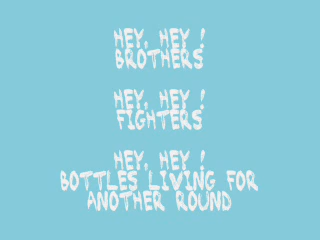 HEY, HEY !
BROTHERS
HEY, HEY !
FIGHTERS
HEY, HEY !
BOTTLES LIVING FOR
ANOTHER ROUND